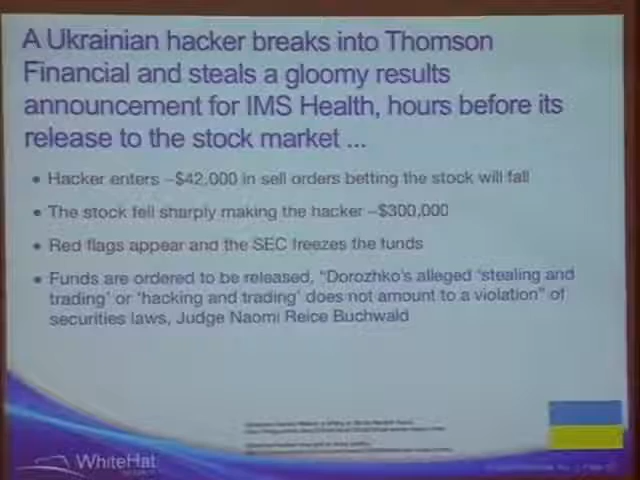 A Ukrainian hacker breaks into Thomson
Financial and steals a gloomy results
announcement for IMS Health, hours before its
release to the stock market ...
• Hacker enters ~$42,000 in sell orders betting the stock will fall
• The stock fell sharply making the hacker ~$300,000
• Red flags appear and the SEC freezes the funds
• Funds are ordered to be released, "Dorozhko's alleged 'stealing and
trading' or 'hacking and trading' does not amount to a violation" of
securities laws, Judge Naomi Reice Buchwald
WhiteHat